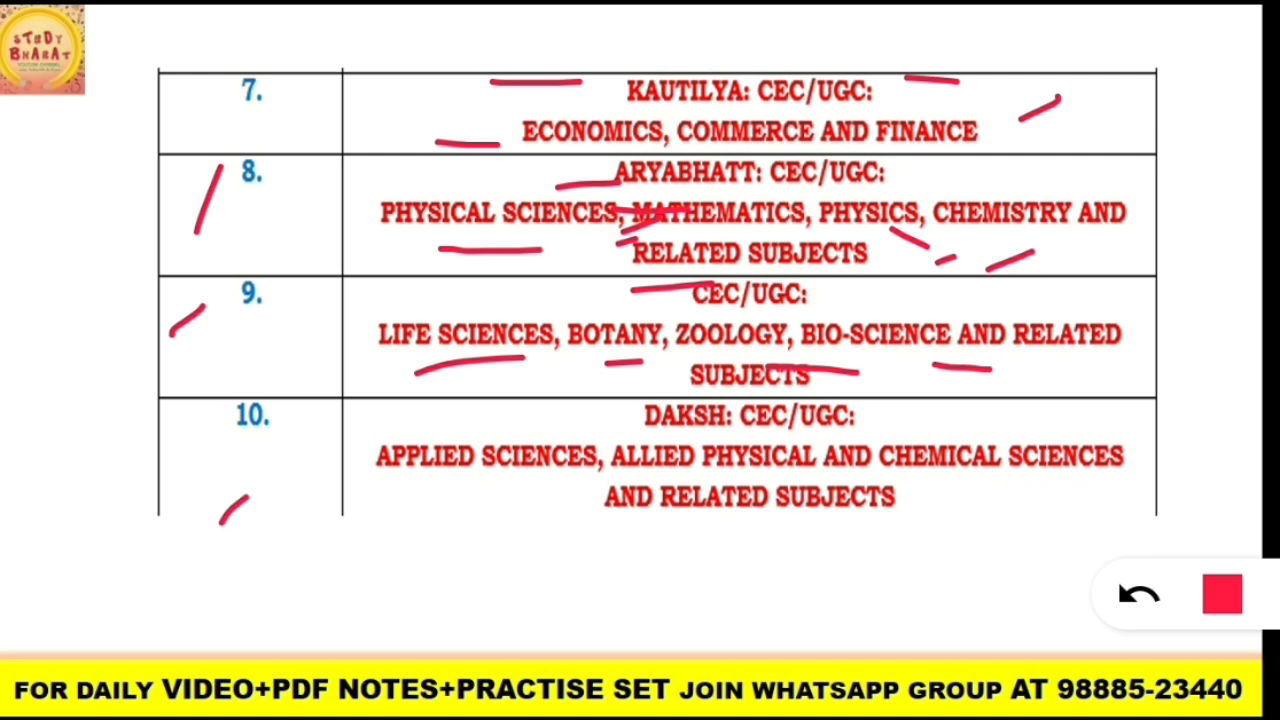 STUDY
BHARAT
7.
KAUTILYA: CEC/UGC:
ECONOMICS, COMMERCE AND FINANCE
8.
ARYABHATT: CEC/UGC:
PHYSICAL SCIENCES, MATHEMATICS, PHYSICS, CHEMISTRY AND
RELATED SUBJECTS
9.
CEC/UGC:
LIFE SCIENCES, BOTANY, ZOOLOGY, BIO-SCIENCE AND RELATED
SUBJECTS
10.
DAKSH: CEC/UGC:
APPLIED SCIENCES, ALLIED PHYSICAL AND CHEMICAL SCIENCES
AND RELATED SUBJECTS
FOR DAILY VIDEO+PDF NOTES+PRACTISE SET JOIN WHATSAPP GROUP AT 98885-23440